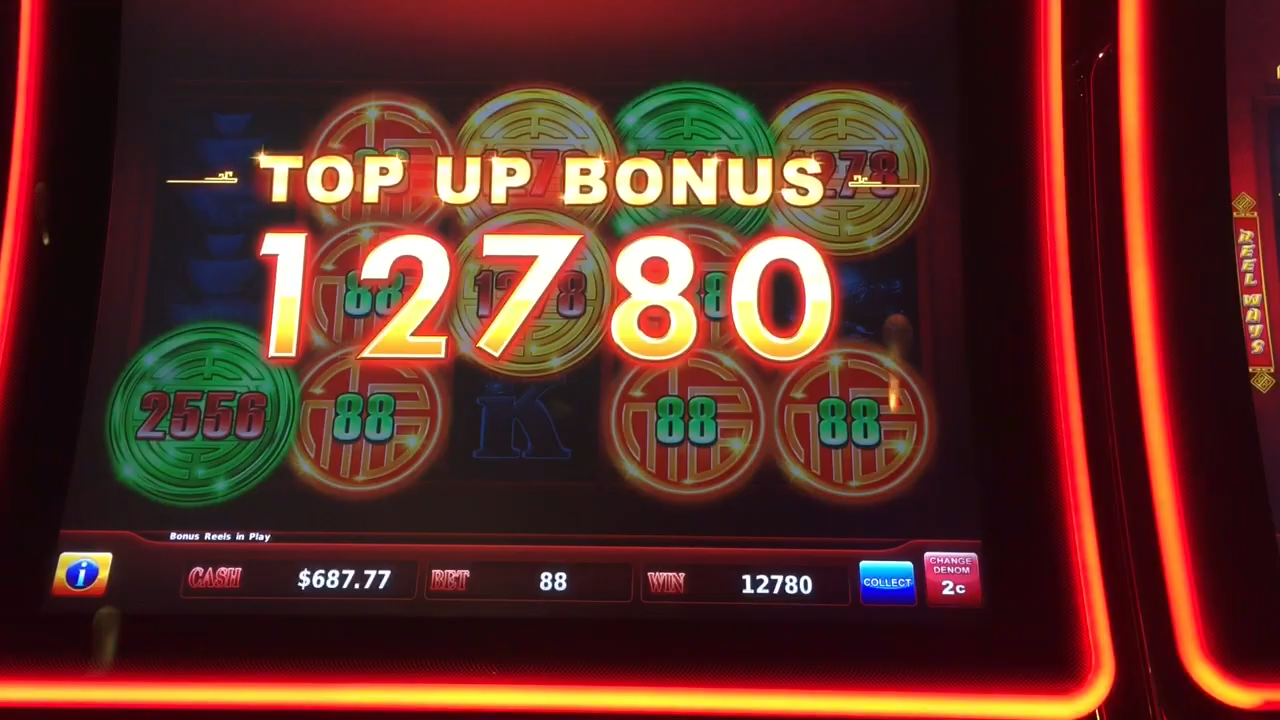 TOP UP BONUS
12780
1278
88
1278
88
2556
88
K
88
88
Bonus Reels in Play
i
CASH
$687.77
BET
88
WIN
12780
COLLECT
CHANGE
DENOM
2c
REEL WAYS